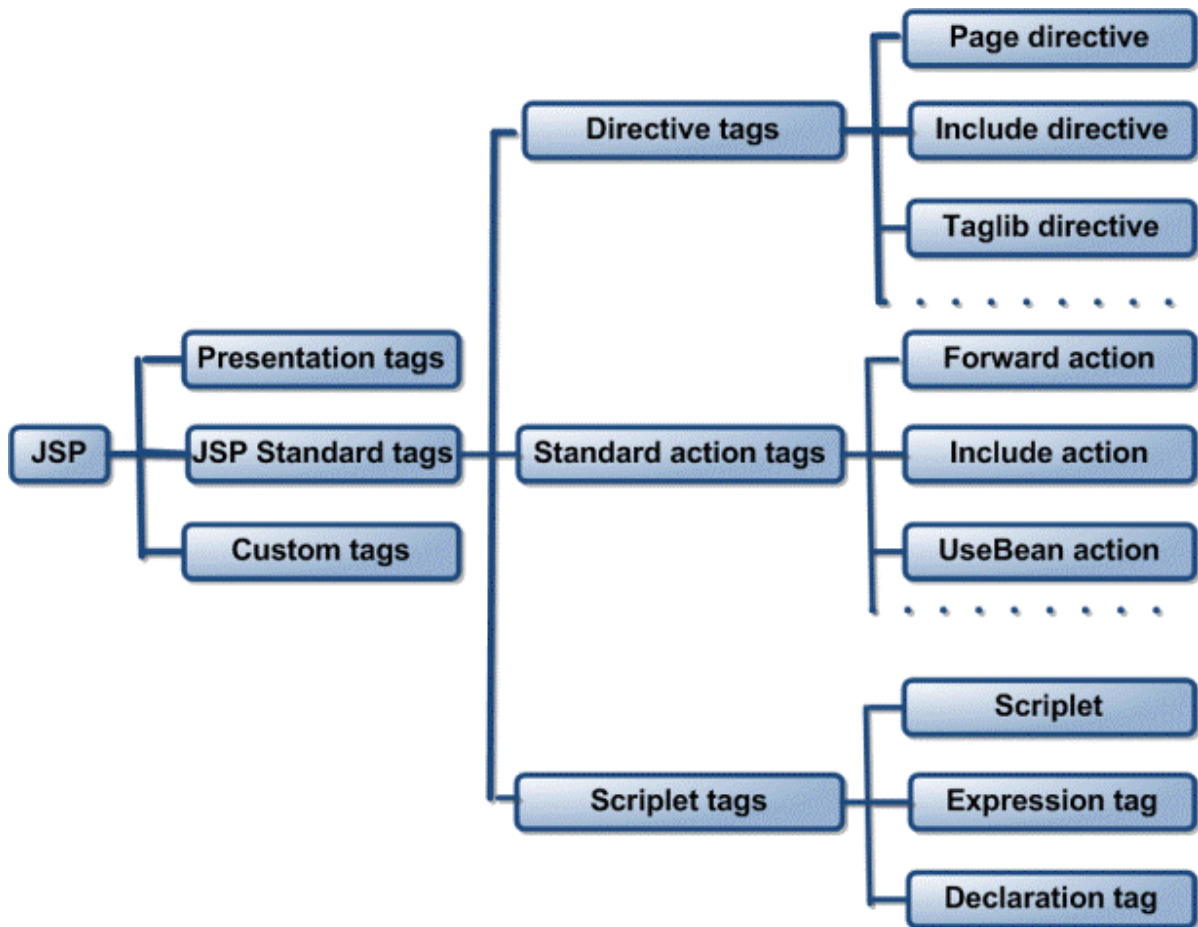 Page directive
Directive tags
Include directive
Taglib directive
Presentation tags
Forward action
JSP
JSP Standard tags
Standard action tags
Include action
Custom tags
UseBean action
Scriplet
Scriplet tags
Expression tag
Declaration tag